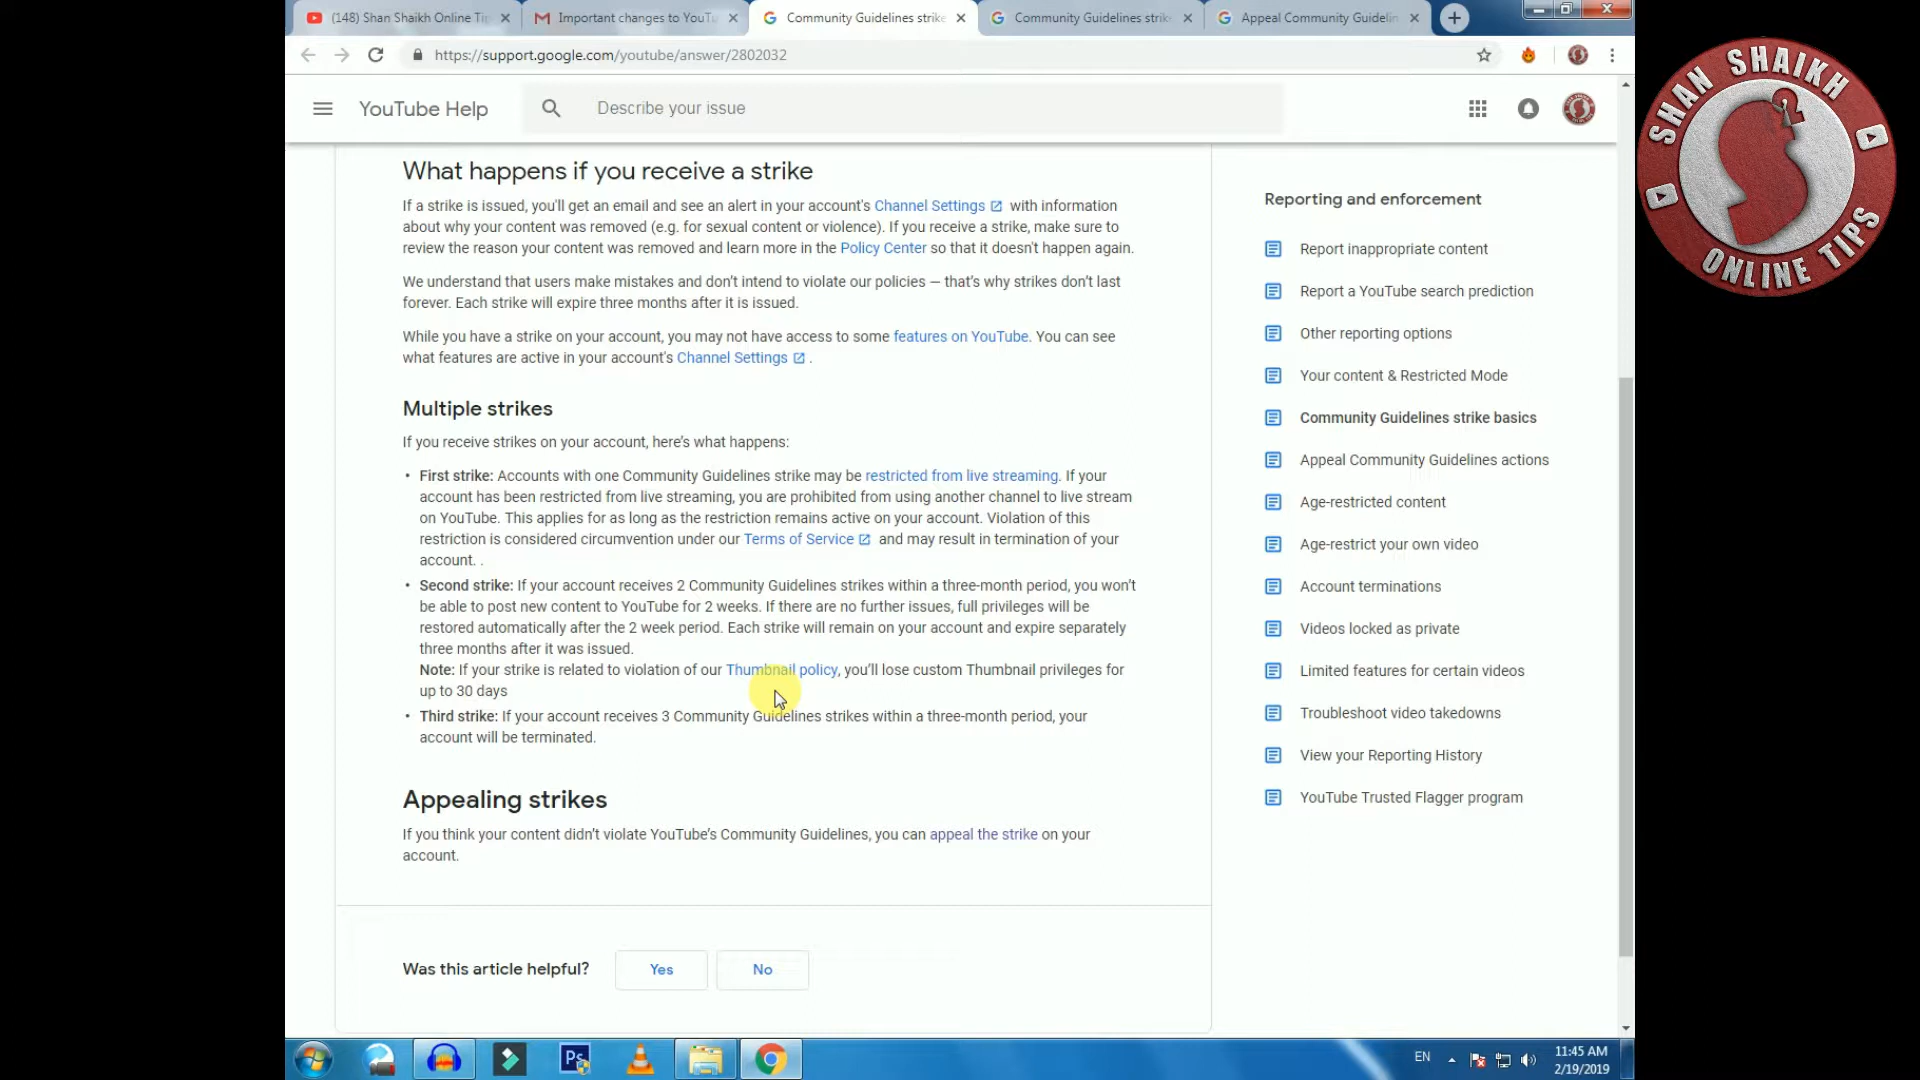 (148) Shan Shaikh Online Tip
Important changes to YouTu
Community Guidelines strike
Community Guidelines strik
Appeal Community Guidelin
https://support.google.com/youtube/answer/2802032
YouTube Help
Describe your issue
What happens if you receive a strike
If a strike is issued, you'll get an email and see an alert in your account's Channel Settings with information
about why your content was removed (e.g. for sexual content or violence). If you receive a strike, make sure to
review the reason your content was removed and learn more in the Policy Center so that it doesn't happen again.
We understand that users make mistakes and don't intend to violate our policies — that's why strikes don't last
forever. Each strike will expire three months after it is issued.
While you have a strike on your account, you may not have access to some features on YouTube. You can see
what features are active in your account's Channel Settings .
Multiple strikes
If you receive strikes on your account, here's what happens:
• First strike: Accounts with one Community Guidelines strike may be restricted from live streaming. If your
account has been restricted from live streaming, you are prohibited from using another channel to live stream
on YouTube. This applies for as long as the restriction remains active on your account. Violation of this
restriction is considered circumvention under our Terms of Service and may result in termination of your
account. .
• Second strike: If your account receives 2 Community Guidelines strikes within a three-month period, you won't
be able to post new content to YouTube for 2 weeks. If there are no further issues, full privileges will be
restored automatically after the 2 week period. Each strike will remain on your account and expire separately
three months after it was issued.
Note: If your strike is related to violation of our Thumbnail policy, you'll lose custom Thumbnail privileges for
up to 30 days
• Third strike: If your account receives 3 Community Guidelines strikes within a three-month period, your
account will be terminated.
Appealing strikes
If you think your content didn't violate YouTube's Community Guidelines, you can appeal the strike on your
account.
Was this article helpful?
Yes
No
Reporting and enforcement
Report inappropriate content
Report a YouTube search prediction
Other reporting options
Your content & Restricted Mode
Community Guidelines strike basics
Appeal Community Guidelines actions
Age-restricted content
Age-restrict your own video
Account terminations
Videos locked as private
Limited features for certain videos
Troubleshoot video takedowns
View your Reporting History
YouTube Trusted Flagger program
SHAN SHAIKH
ONLINE TIPS
Ps
EN
11:45 AM
2/19/2019